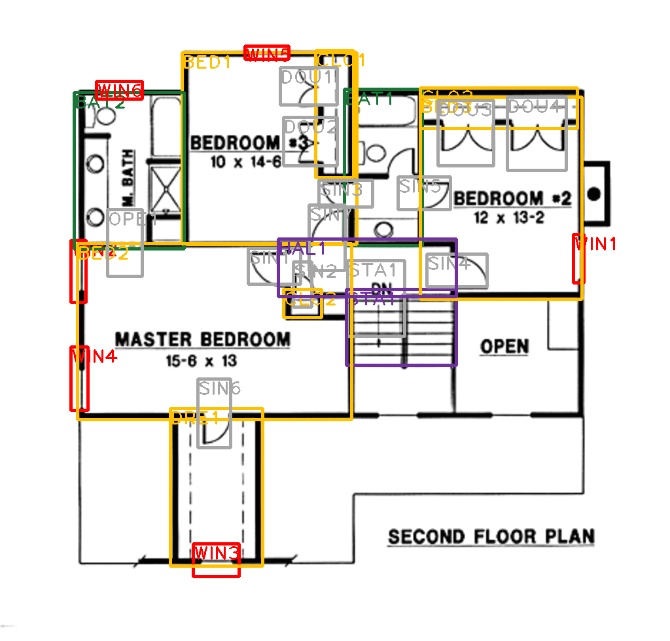 WIN5
BED1
CLO1
DOU1
WIN6
BAT2
BAT1
CLO3
DOU3
DOU4
DOU2
BEDROOM #3
10 x 14-6
M. BATH
SIN3
SIN5
BEDROOM #2
12 x 13-2
OPE1
BED2
HAL1
WIN1
SIN1
SIN2
STA1
SIN4
DN
CLO2
STA1
MASTER BEDROOM
15-6 x 13
OPEN
WIN4
SIN6
DRE1
SECOND FLOOR PLAN
WIN3